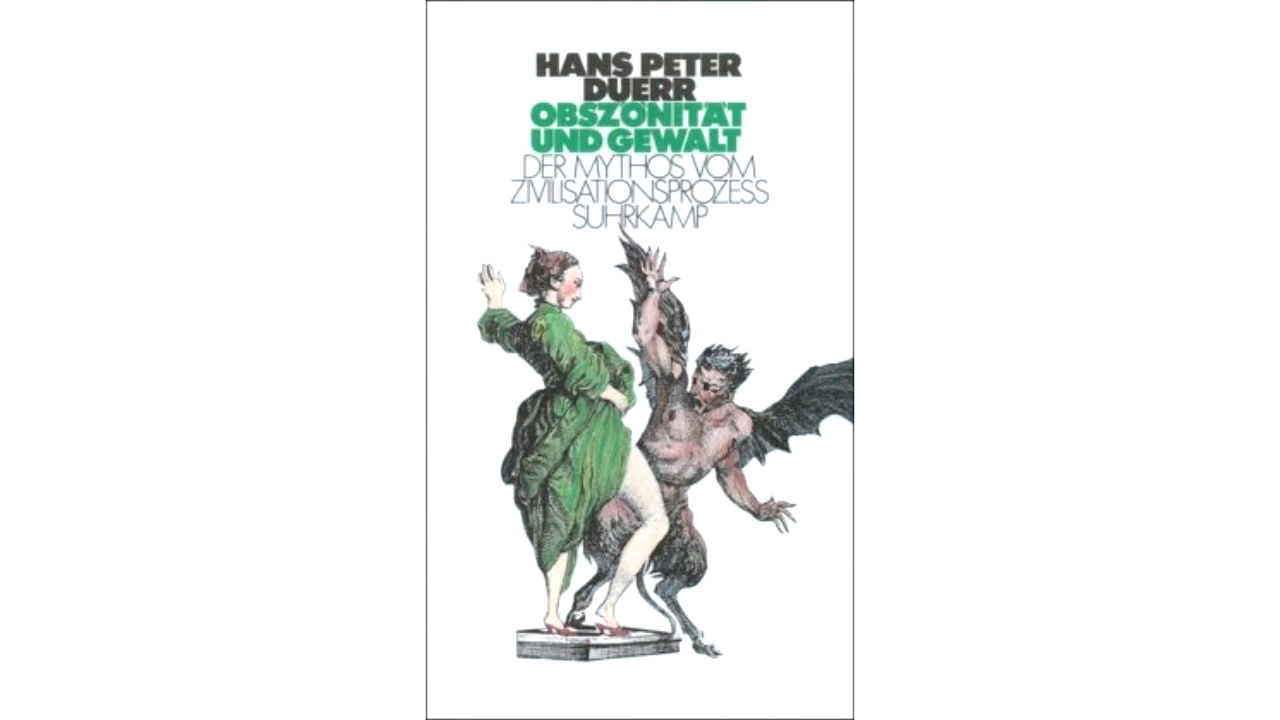 HANS PETER
DUERR
OBSZÖNITÄT
UND GEWALT
DER MYTHOS VOM
ZIVILISATIONSPROZESS
SUHRKAMP